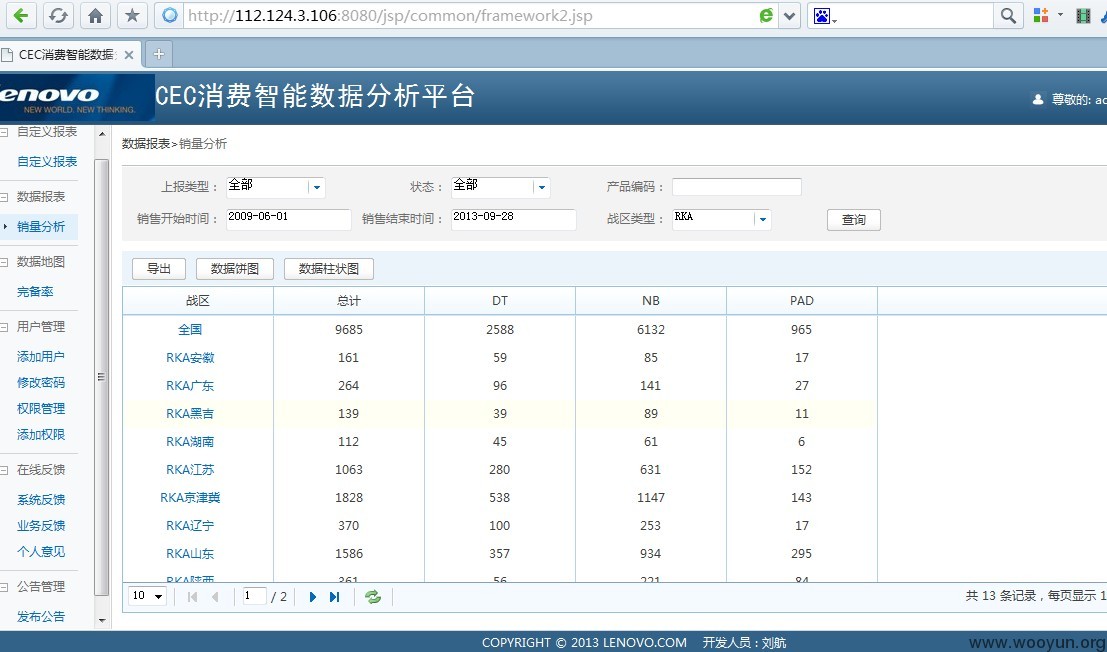 http://112.124.3.106:8080/jsp/common/framework2.jsp
CEC消费智能数据
lenovo
NEW WORLD. NEW THINKING.
CEC消费智能数据分析平台
尊敬的: ac
自定义报表
自定义报表
数据报表
销量分析
数据地图
完备率
用户管理
添加用户
修改密码
权限管理
添加权限
在线反馈
系统反馈
业务反馈
个人意见
公告管理
发布公告
数据报表>销量分析
上报类型： 全部 状态： 全部 产品编码：
销售开始时间： 2009-06-01 销售结束时间： 2013-09-28 战区类型： RKA 查询
导出 数据饼图 数据柱状图
战区 总计 DT NB PAD
全国 9685 2588 6132 965
RKA安徽 161 59 85 17
RKA广东 264 96 141 27
RKA黑吉 139 39 89 11
RKA湖南 112 45 61 6
RKA江苏 1063 280 631 152
RKA京津冀 1828 538 1147 143
RKA辽宁 370 100 253 17
RKA山东 1586 357 934 295
RKA陕西 361 56 221 84
10 1 / 2 共 13 条记录，每页显示 1
COPYRIGHT © 2013 LENOVO.COM 开发人员：刘航
www.wooyun.org